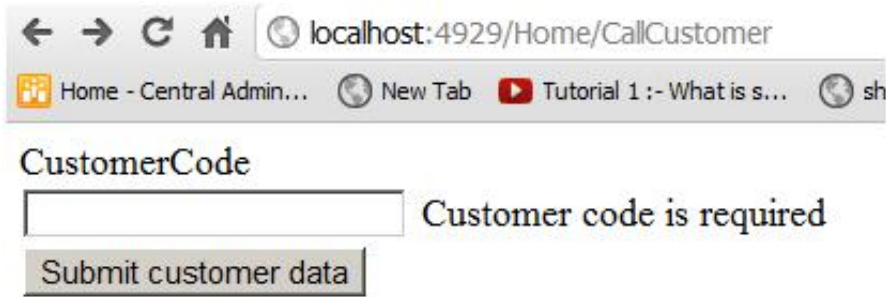 localhost:4929/Home/CallCustomer
Home - Central Admin... New Tab Tutorial 1 :- What is s... sh
CustomerCode
Customer code is required
Submit customer data